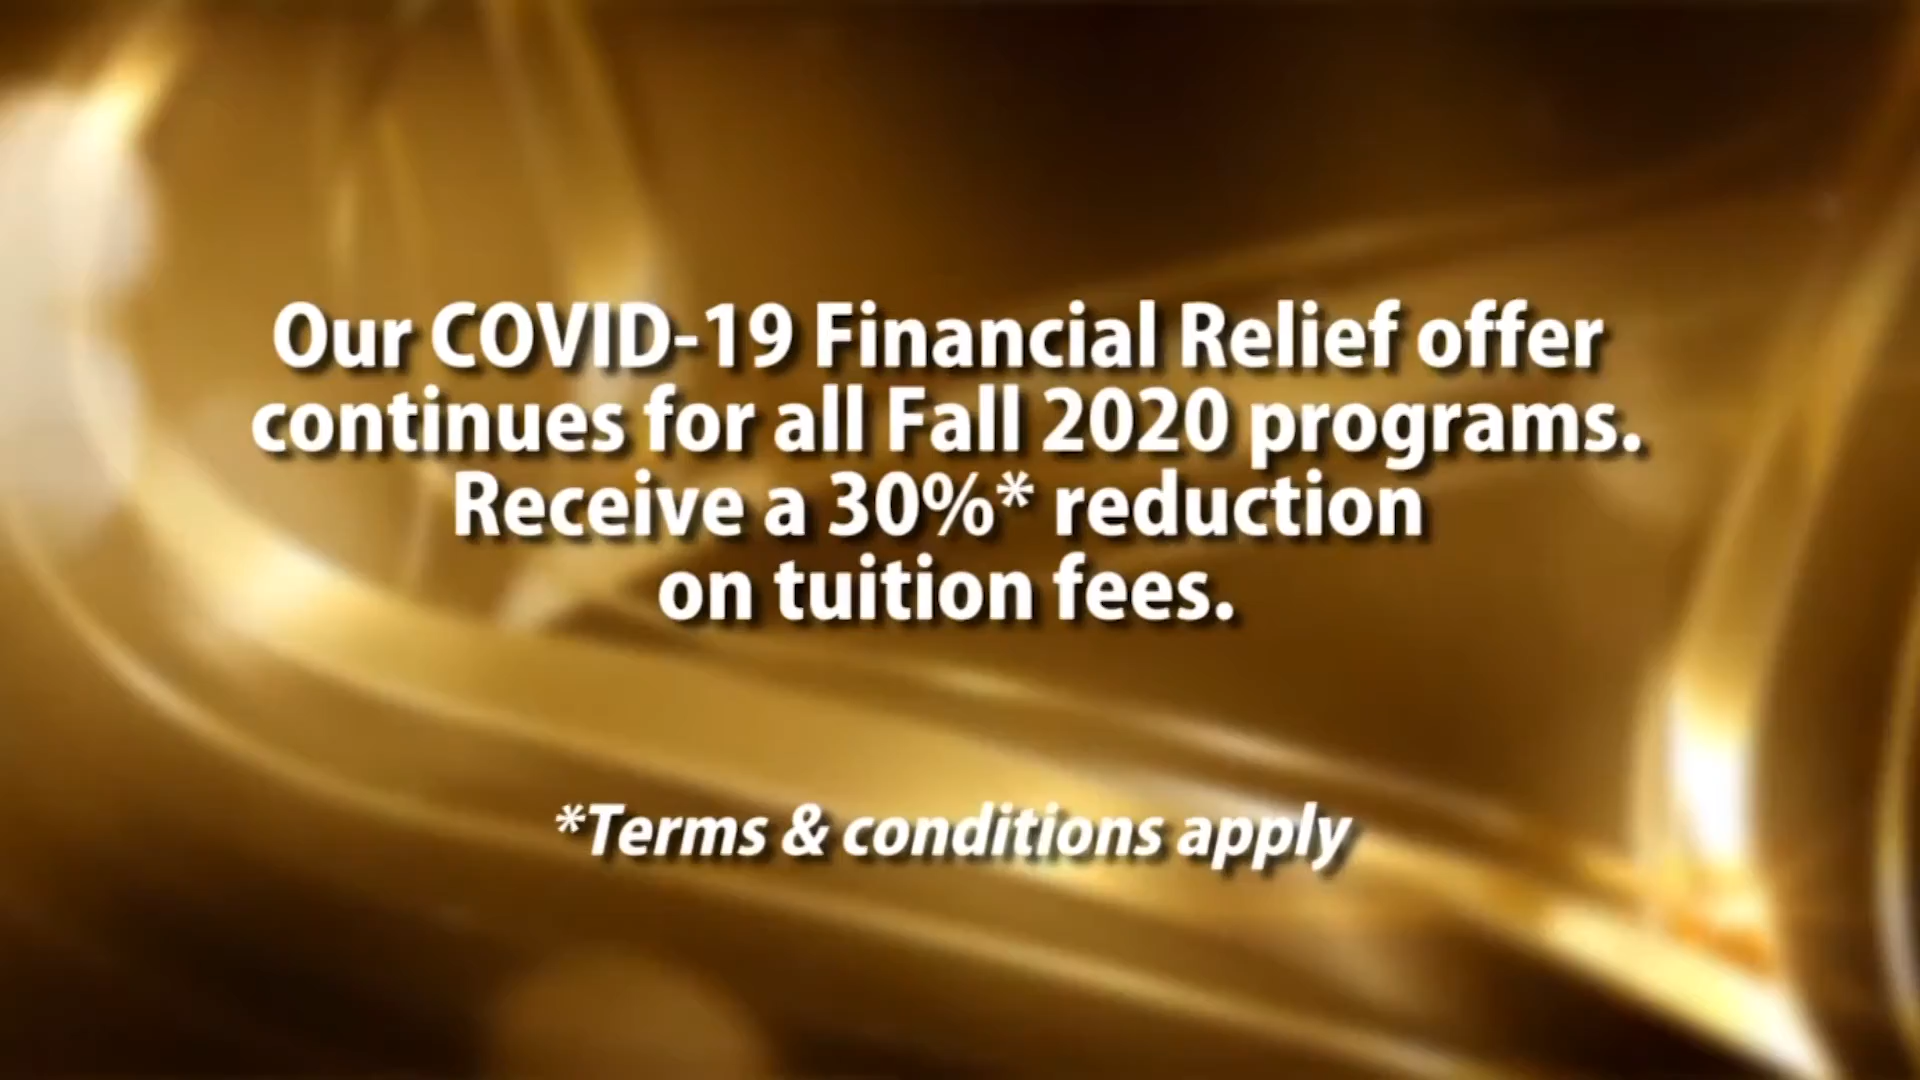 Our COVID-19 Financial Relief offer
continues for all Fall 2020 programs.
Receive a 30%* reduction
on tuition fees.
*Terms & conditions apply